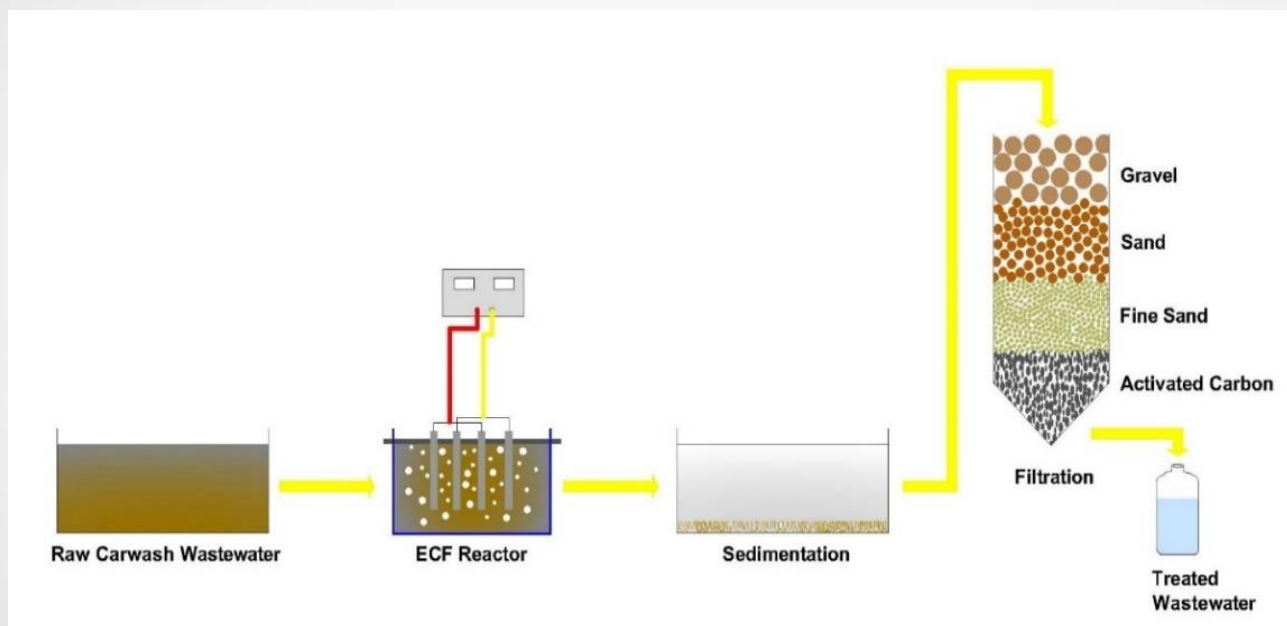 Gravel
Sand
Fine Sand
Activated Carbon
Filtration
Raw Carwash Wastewater
ECF Reactor
Sedimentation
Treated
Wastewater